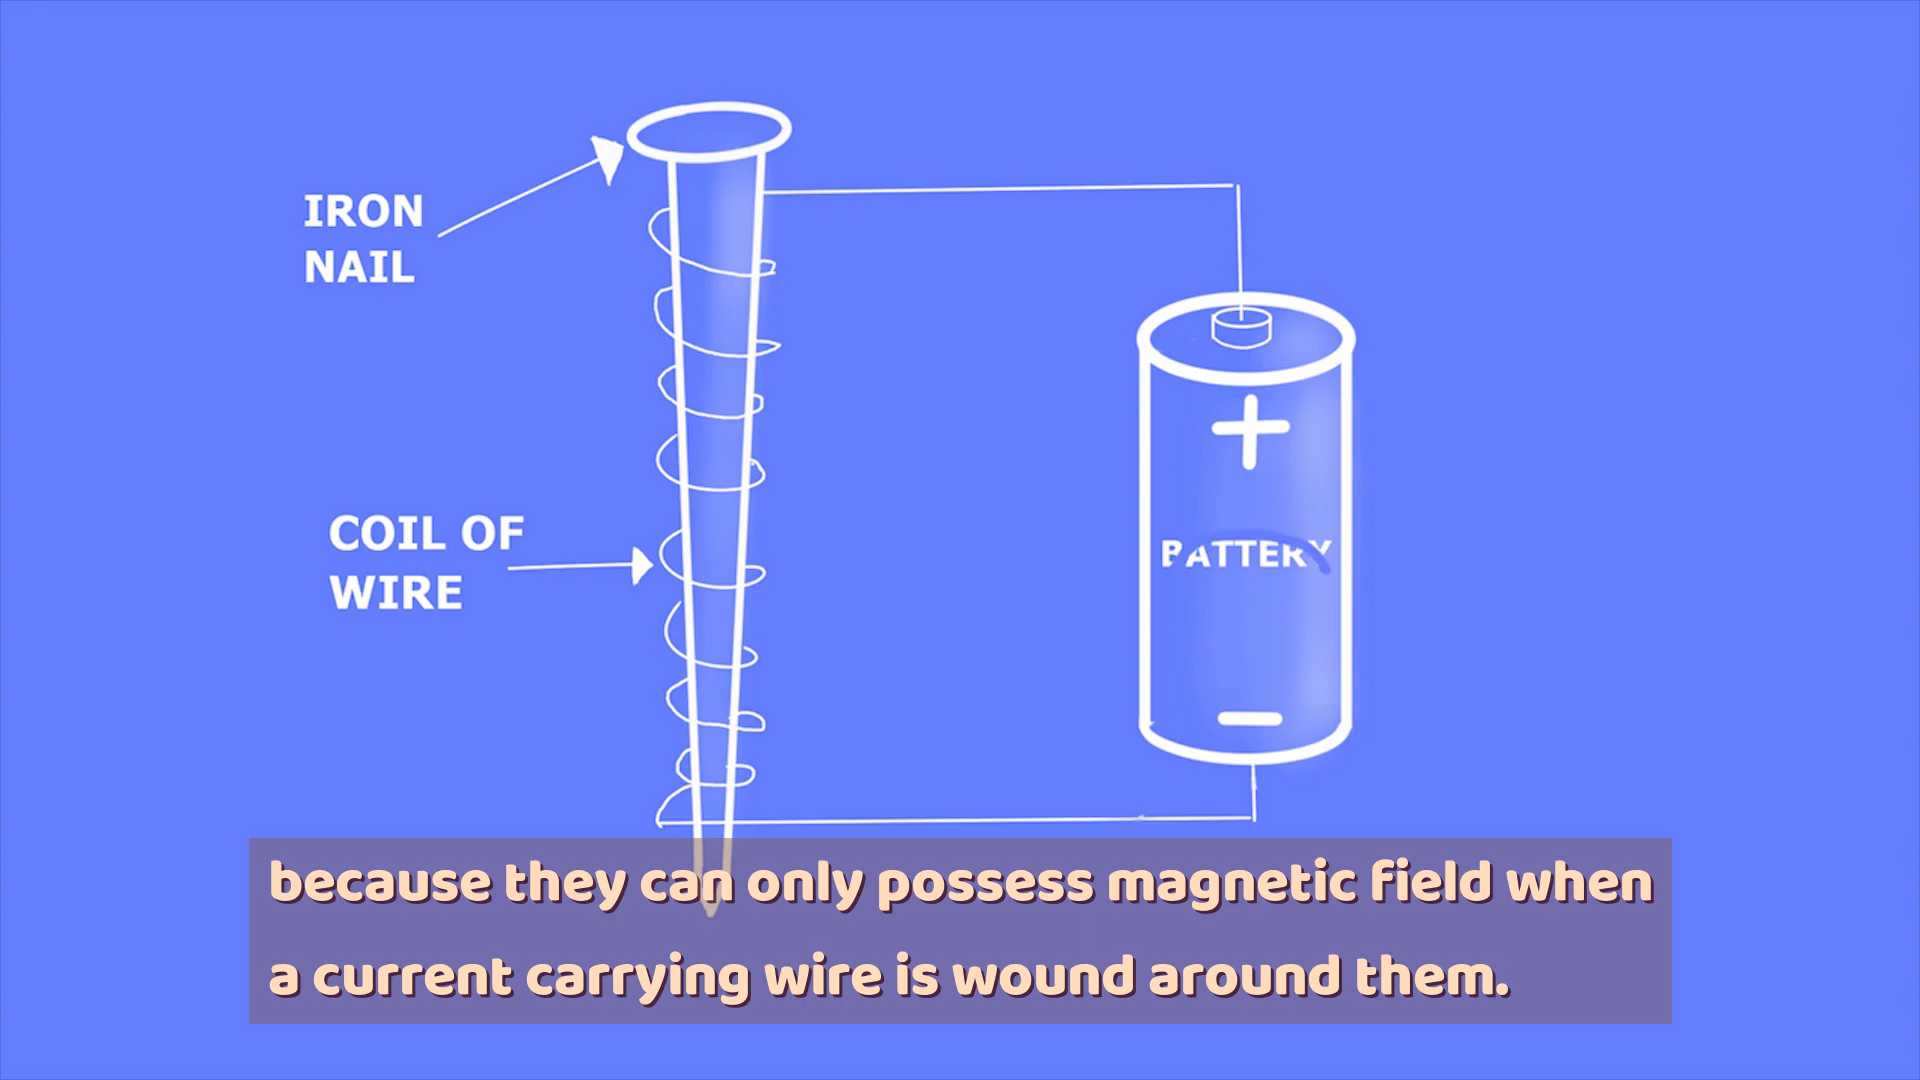 IRON
NAIL
COIL OF
WIRE
+
BATTERY
–
because they can only possess magnetic field when
a current carrying wire is wound around them.